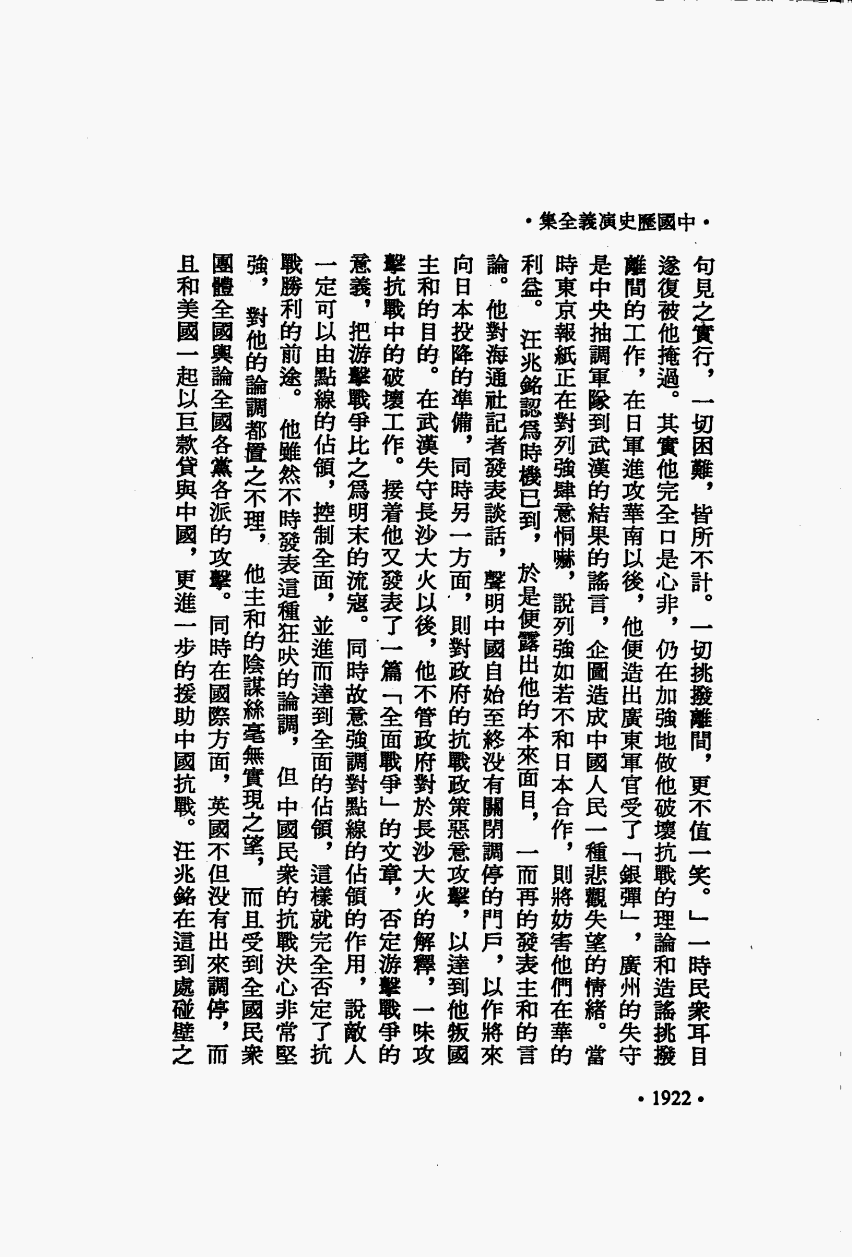 ・中國歷史演義全集・
句見之實行，一切困難，皆所不計。一切挑撥離間，更不值一笑。」一時民衆耳目
遂復被他掩過。其實他完全口是心非，仍在加強地做他破壞抗戰的理論和造謠挑撥
離間的工作，在日軍進攻華南以後，他便造出廣東軍官受了「銀彈」，廣州的失守
是中央抽調軍隊到武漢的結果的謠言，企圖造成中國人民一種悲觀失望的情緒。當
時東京報紙正在對列強肆意恫嚇，說列強如若不和日本合作，則將妨害他們在華的
利益。汪兆銘認爲時機已到，於是便露出他的本來面目，一而再的發表主和的言
論。他對海通社記者發表談話，聲明中國自始至終没有關閉調停的門戶，以作將來
向日本投降的準備，同時另一方面，則對政府的抗戰政策惡意攻擊，以達到他叛國
主和的目的。在武漢失守長沙大火以後，他不管政府對於長沙大火的解釋，一味攻
擊抗戰中的破壞工作。接着他又發表了一篇「全面戰爭」的文章，否定游擊戰爭的
意義，把游擊戰爭比之爲明末的流寇。同時故意強調對點線的佔領的作用，說敵人
一定可以由點線的佔領，控制全面，並進而達到全面的佔領，這樣就完全否定了抗
戰勝利的前途。他雖然不時發表這種狂吠的論調，但中國民衆的抗戰決心非常堅
強，對他的論調都置之不理，他主和的陰謀絲毫無實現之望，而且受到全國民衆
團體全國輿論全國各黨各派的攻擊。同時在國際方面，英國不但没有出來調停，而
且和美國一起以巨款貸與中國，更進一步的援助中國抗戰。汪兆銘在這到處碰壁之
・1922・